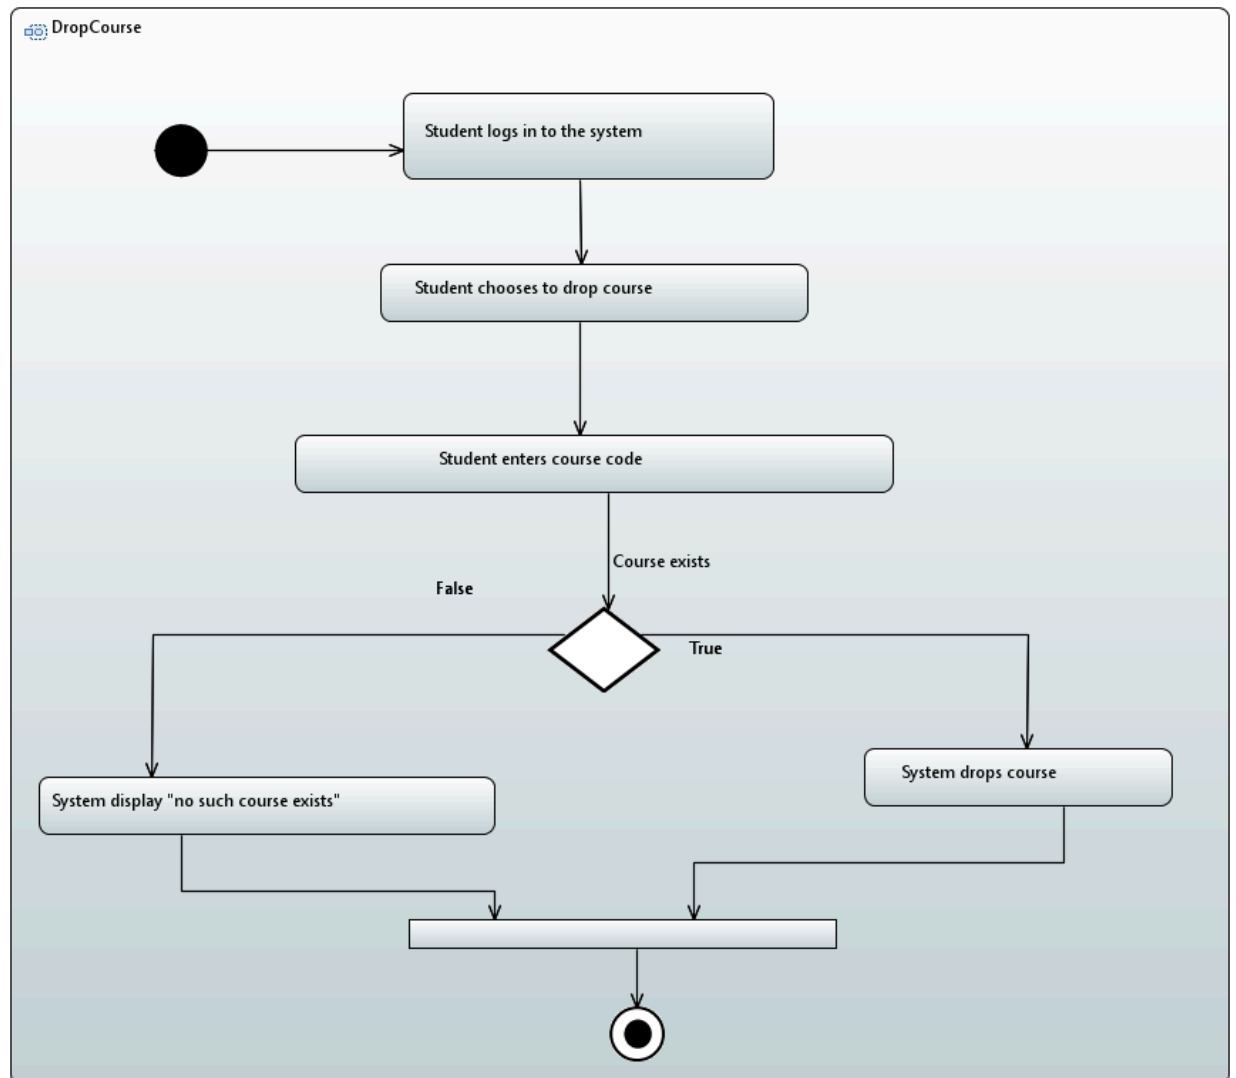 DropCourse
Student logs in to the system
Student chooses to drop course
Student enters course code
Course exists
False
True
System drops course
System display "no such course exists"